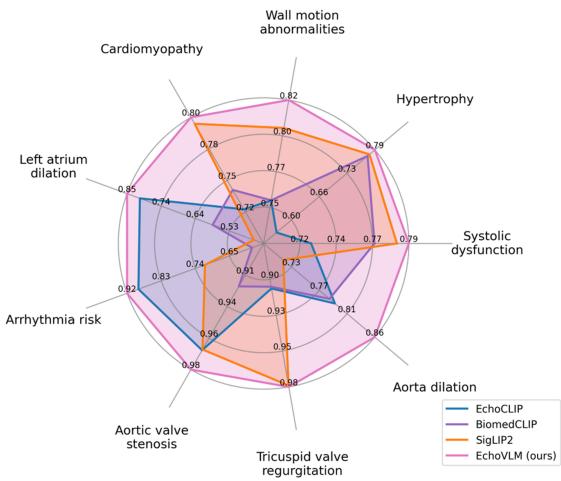 Wall motion
abnormalities
Cardiomyopathy
Hypertrophy
Left atrium
dilation
Systolic
dysfunction
Arrhythmia risk
Aorta dilation
Aortic valve
stenosis
Tricuspid valve
regurgitation
0.82
0.80
0.77
0.75
0.80
0.78
0.75
0.72
0.79
0.73
0.66
0.60
0.85
0.74
0.64
0.53
0.72
0.74
0.77
0.79
0.92
0.83
0.74
0.65
0.73
0.77
0.81
0.86
0.91
0.94
0.96
0.98
0.90
0.93
0.95
0.98
EchoCLIP
BiomedCLIP
SigLIP2
EchoVLM (ours)